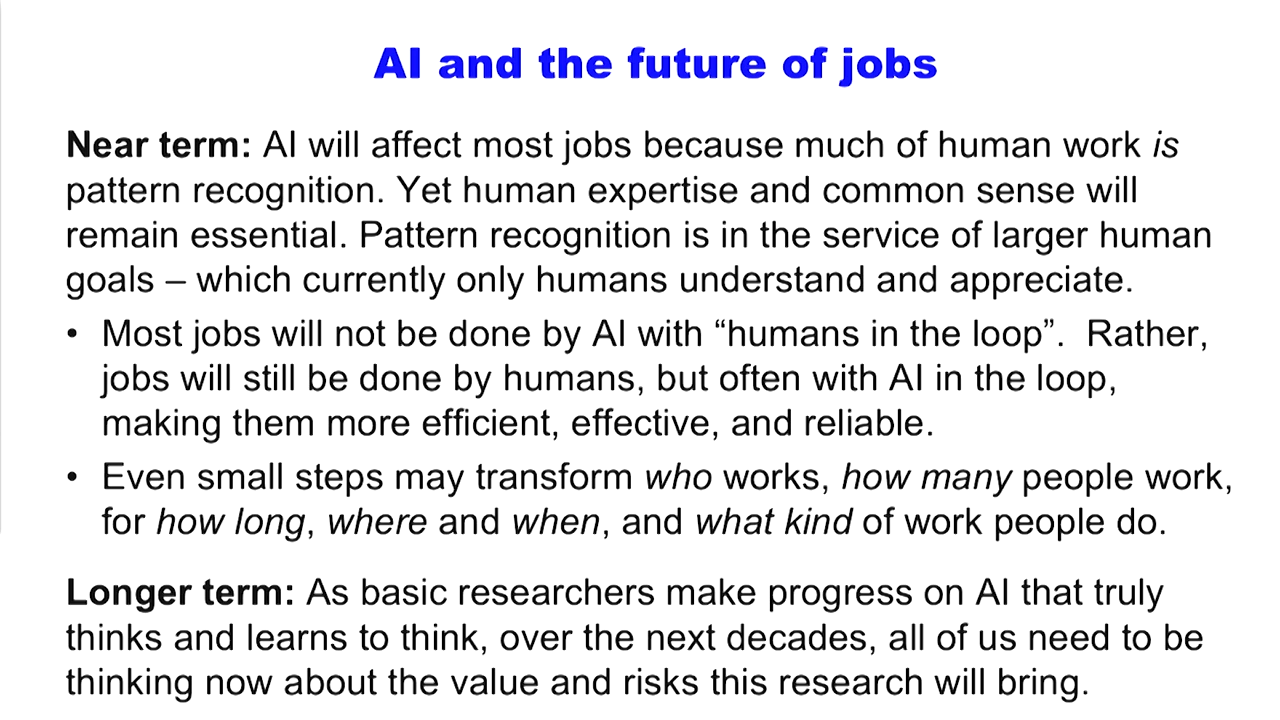 AI and the future of jobs
Near term: AI will affect most jobs because much of human work is
pattern recognition. Yet human expertise and common sense will
remain essential. Pattern recognition is in the service of larger human
goals – which currently only humans understand and appreciate.
• Most jobs will not be done by AI with “humans in the loop”.  Rather,
jobs will still be done by humans, but often with AI in the loop,
making them more efficient, effective, and reliable.
• Even small steps may transform who works, how many people work,
for how long, where and when, and what kind of work people do.
Longer term: As basic researchers make progress on AI that truly
thinks and learns to think, over the next decades, all of us need to be
thinking now about the value and risks this research will bring.